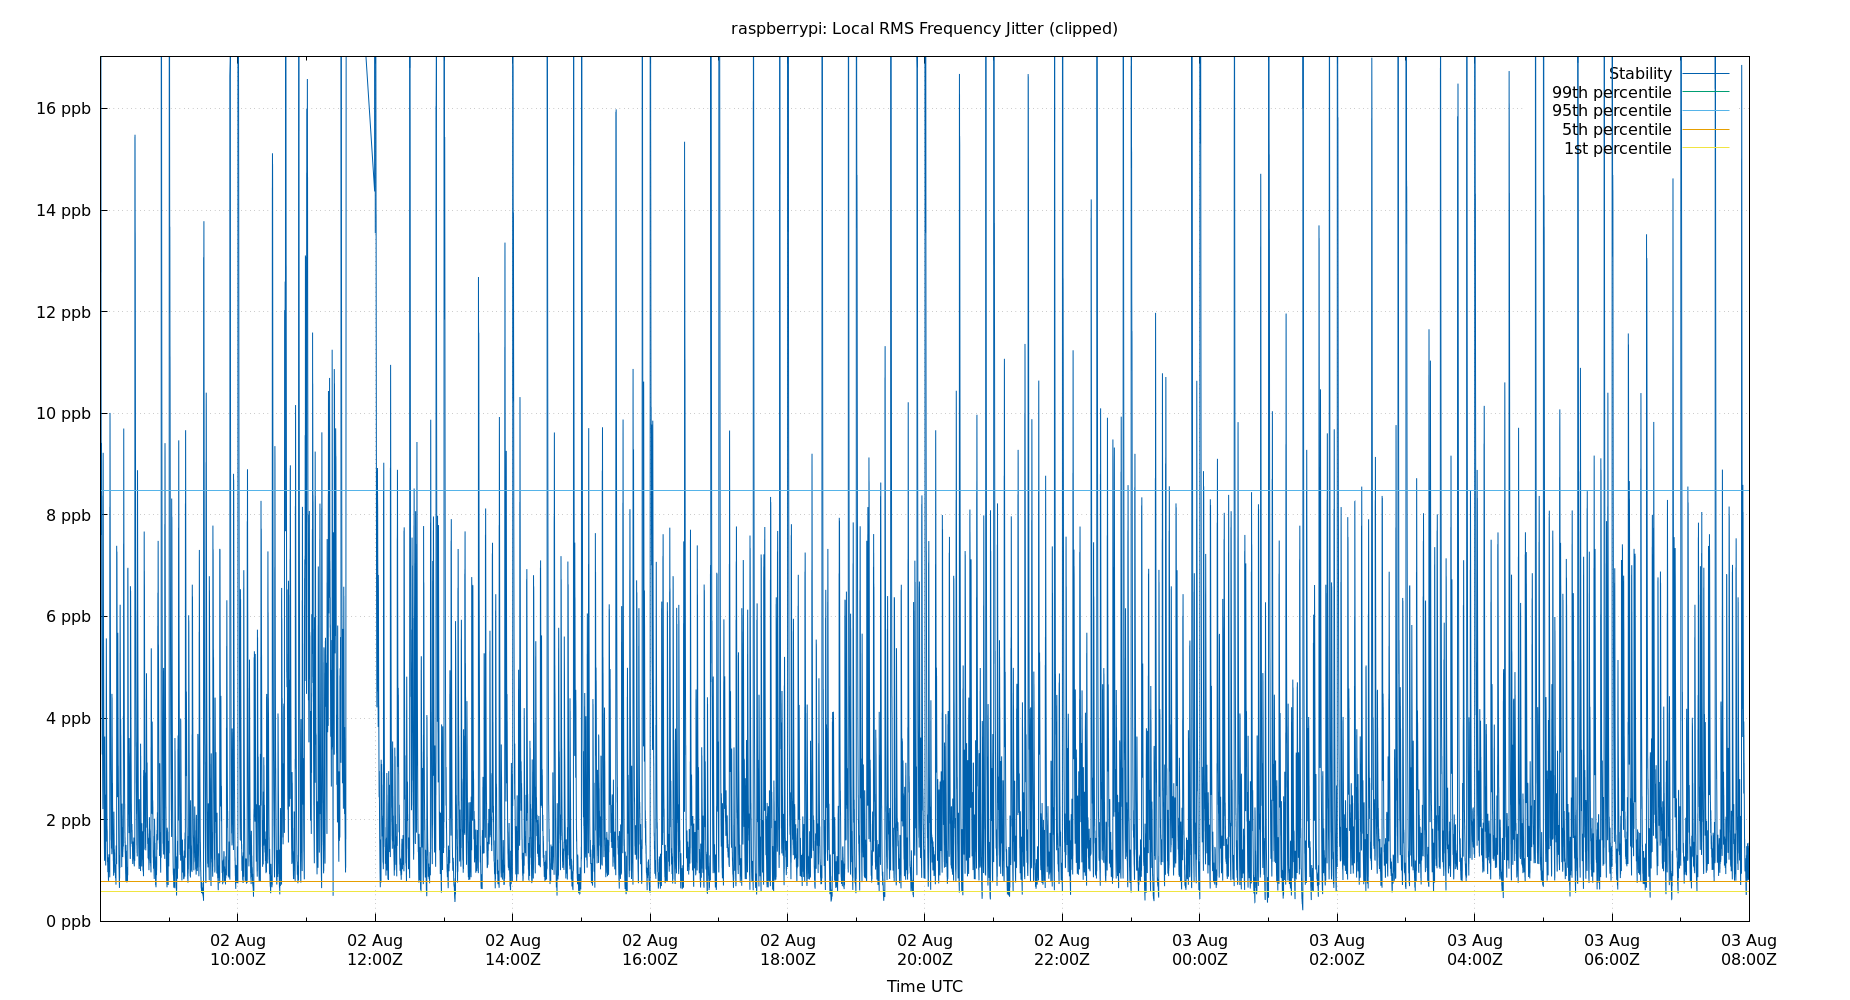 raspberrypi: Local RMS Frequency Jitter (clipped)
Stability
99th percentile
95th percentile
5th percentile
1st percentile
16 ppb
14 ppb
12 ppb
10 ppb
8 ppb
6 ppb
4 ppb
2 ppb
0 ppb
02 Aug 02 Aug 02 Aug 02 Aug 02 Aug 02 Aug 02 Aug 03 Aug 03 Aug 03 Aug 03 Aug 03 Aug
10:00Z 12:00Z 14:00Z 16:00Z 18:00Z 20:00Z 22:00Z 00:00Z 02:00Z 04:00Z 06:00Z 08:00Z
Time UTC